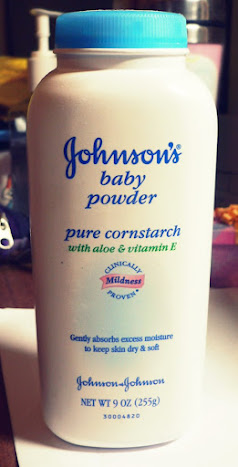 Johnson's®
baby
powder
pure cornstarch
with aloe & vitamin E
CLINICALLY
Mildness
PROVEN
Gently absorbs excess moisture
to keep skin dry & soft
Johnson & Johnson
NET WT 9 OZ (255g)
30004820